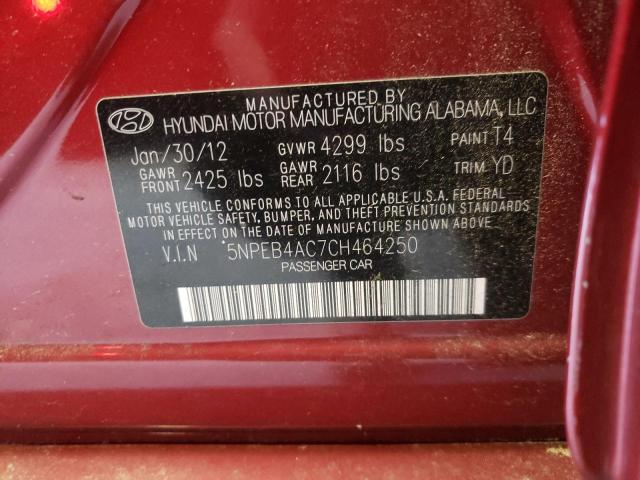 MANUFACTURED BY
HYUNDAI MOTOR MANUFACTURING ALABAMA, LLC
Jan/30/12 GVWR 4299 lbs PAINT T4
GAWR FRONT 2425 lbs GAWR REAR 2116 lbs TRIM YD
THIS VEHICLE CONFORMS TO ALL APPLICABLE U.S.A. FEDERAL
MOTOR VEHICLE SAFETY, BUMPER, AND THEFT PREVENTION STANDARDS
IN EFFECT ON THE DATE OF MANUFACTURE SHOWN ABOVE.
V.I.N 5NPEB4AC7CH464250
PASSENGER CAR